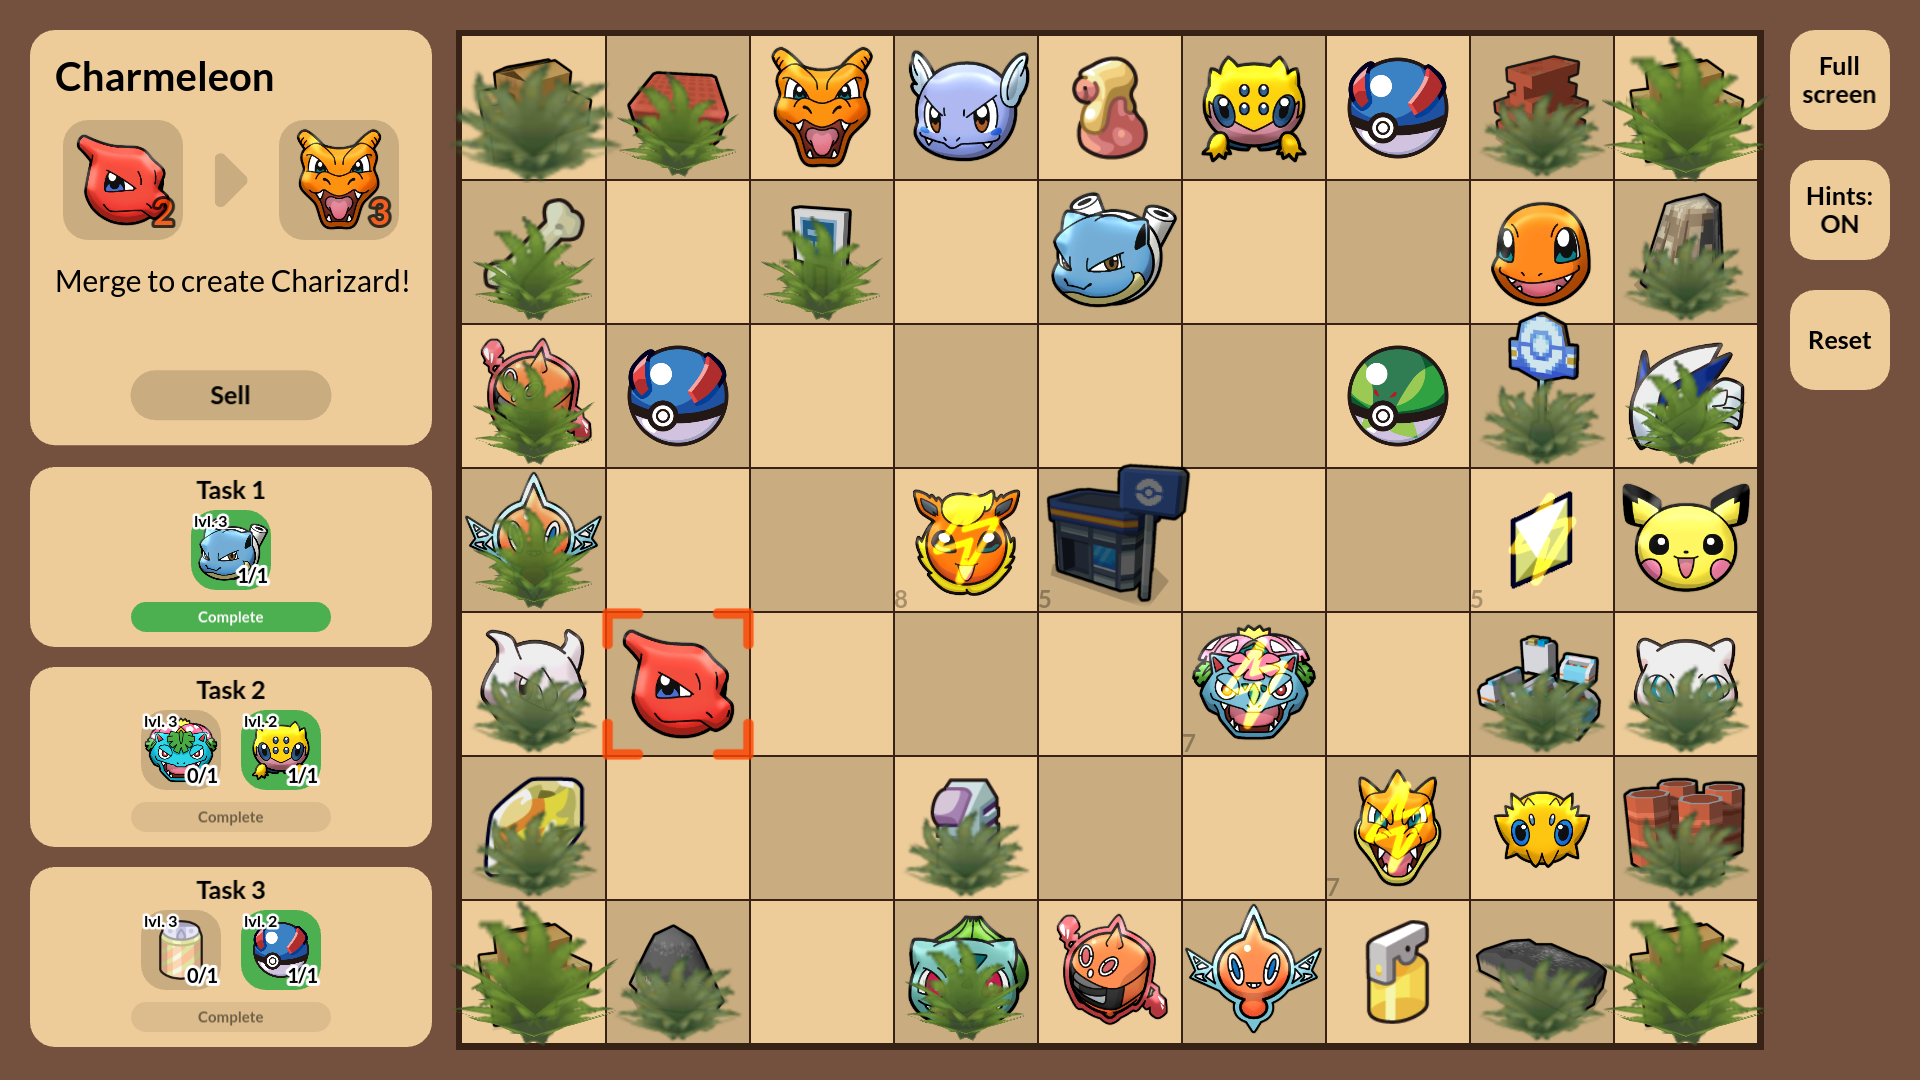 Charmeleon
2
3
Merge to create Charizard!
Sell
Task 1
lvl. 3
1/1
Complete
Task 2
lvl. 3
0/1
lvl. 2
1/1
Complete
Task 3
lvl. 3
0/1
lvl. 2
1/1
Complete
8
5
5
7
7
Full
screen
Hints:
ON
Reset